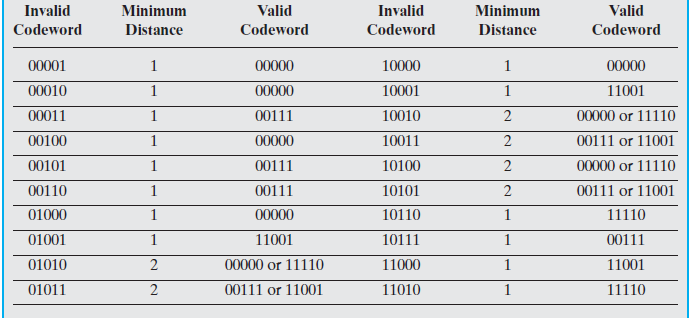 Invalid Minimum Valid Invalid Minimum Valid
Codeword Distance Codeword Codeword Distance Codeword
00001 1 00000 10000 1 00000
00010 1 00000 10001 1 11001
00011 1 00111 10010 2 00000 or 11110
00100 1 00000 10011 2 00111 or 11001
00101 1 00111 10100 2 00000 or 11110
00110 1 00111 10101 2 00111 or 11001
01000 1 00000 10110 1 11110
01001 1 11001 10111 1 00111
01010 2 00000 or 11110 11000 1 11001
01011 2 00111 or 11001 11010 1 11110